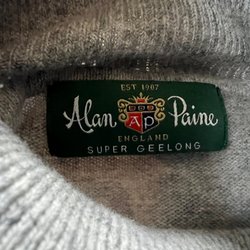 EST 1907
Alan AP Paine
ENGLAND
SUPER GEELONG